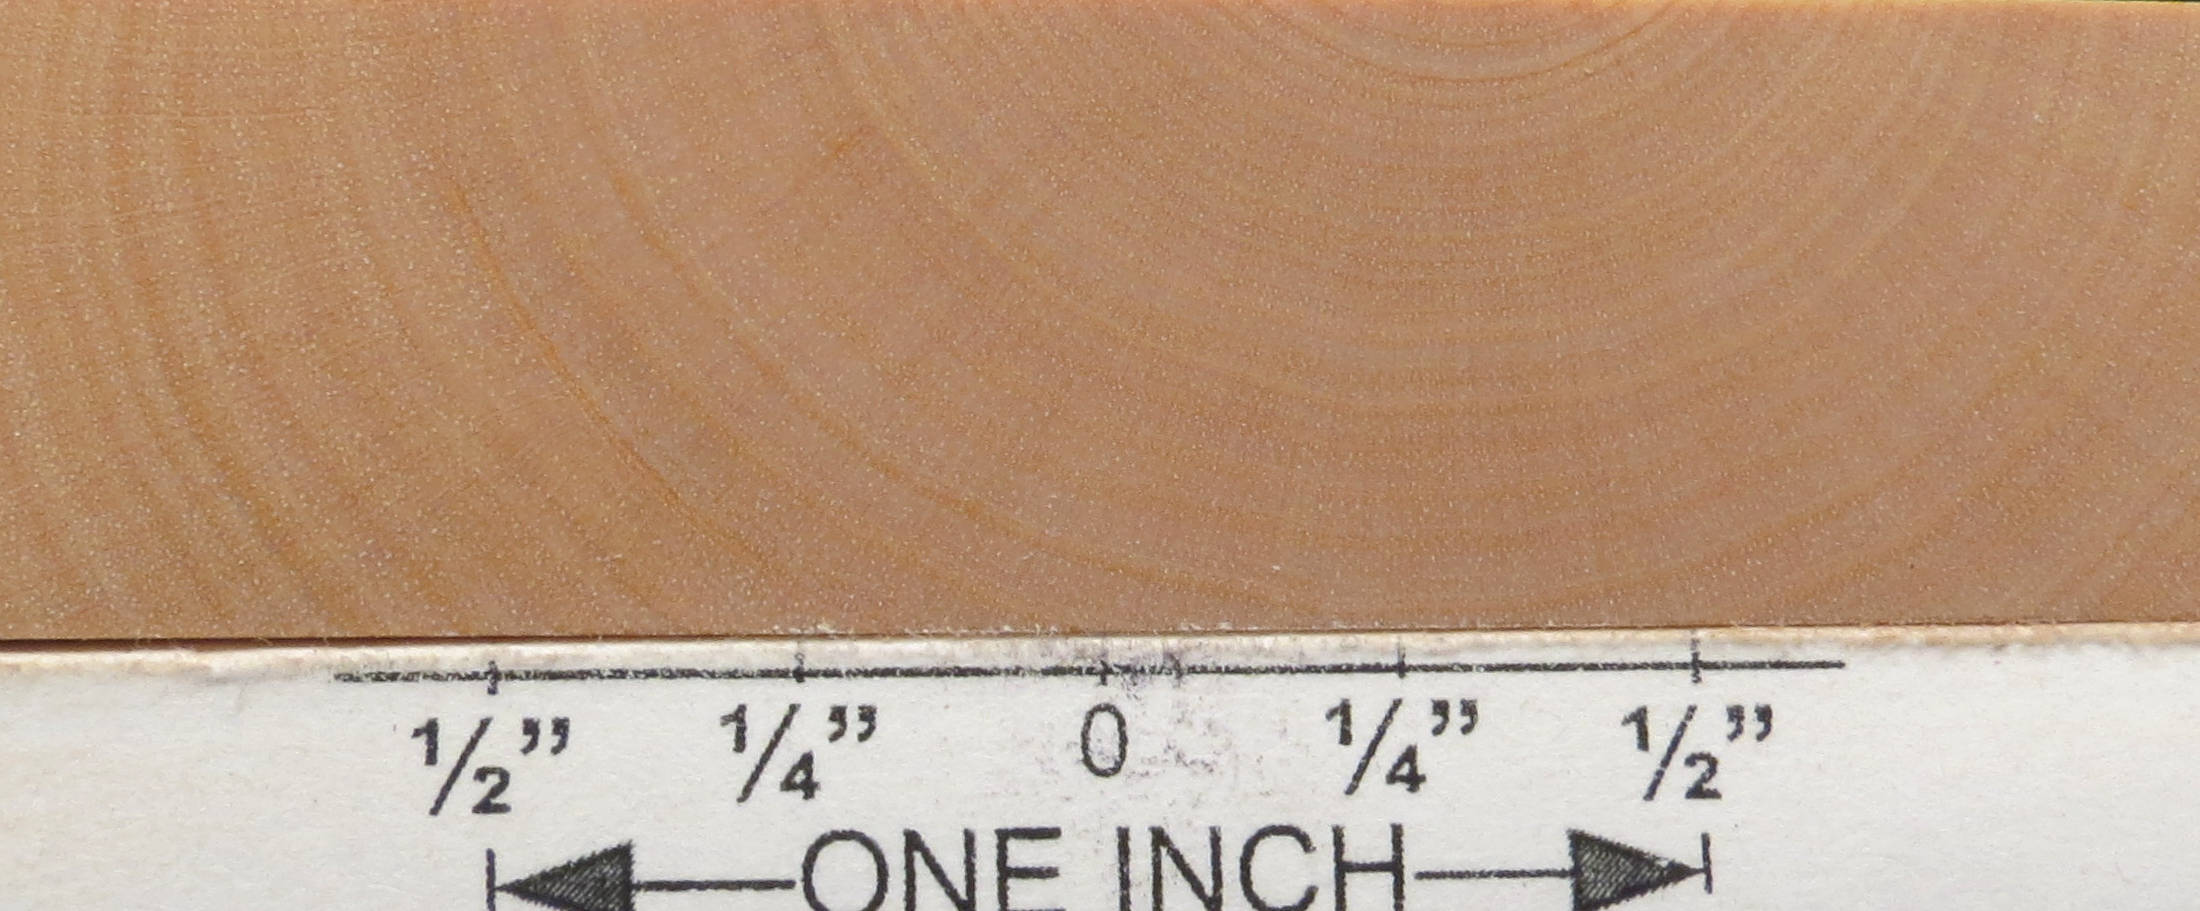 1/2” 1/4” 0 1/4” 1/2”
ONE INCH